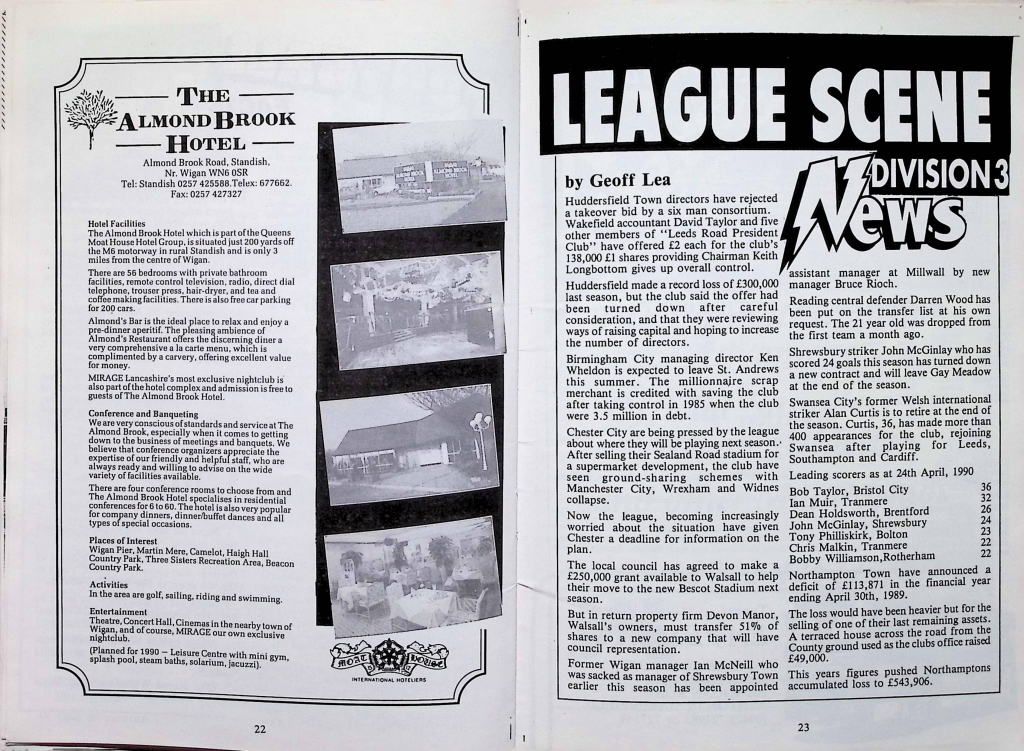 THE
ALMOND BROOK
HOTEL
Almond Brook Road, Standish,
Nr. Wigan WN6 0SR
Tel: Standish 0257 425588.Telex: 677662.
Fax: 0257 427327
Hotel Facilities
The Almond Brook Hotel which is part of the Queens
Moat House Hotel Group, is situated just 200 yards off
the M6 motorway in rural Standish and is only 3
miles from the centre of Wigan.
There are 56 bedrooms with private bathroom
facilities, remote control television, radio, direct dial
telephone, trouser press, hair-dryer, and tea and
coffee making facilities. There is also free car parking
for 200 cars.
Almond's Bar is the ideal place to relax and enjoy a
pre-dinner aperitif. The pleasing ambience of
Almond's Restaurant offers the discerning diner a
very comprehensive a la carte menu, which is
complimented by a carvery, offering excellent value
for money.
MIRAGE Lancashire's most exclusive nightclub is
also part of the hotel complex and admission is free to
guests of The Almond Brook Hotel.
Conference and Banqueting
We are very conscious of standards and service at The
Almond Brook, especially when it comes to getting
down to the business of meetings and banquets. We
believe that conference organizers appreciate the
expertise of our friendly and helpful staff, who are
always ready and willing to advise on the wide
variety of facilities available.
There are four conference rooms to choose from and
The Almond Brook Hotel specialises in residential
conferences for 6 to 60. The hotel is also very popular
for company dinners, dinner/buffet dances and all
types of special occasions.
Places of Interest
Wigan Pier, Martin Mere, Camelot, Haigh Hall
Country Park, Three Sisters Recreation Area, Beacon
Country Park.
Activities
In the area are golf, sailing, riding and swimming.
Entertainment
Theatre, Concert Hall, Cinemas in the nearby town of
Wigan, and of course, MIRAGE our own exclusive
nightclub.
(Planned for 1990 – Leisure Centre with mini gym,
splash pool, steam baths, solarium, jacuzzi).
ALMOND BROOK
HOTEL
MOAT HOUSE
INTERNATIONAL HOTELIERS
22
LEAGUE SCENE
DIVISION 3
News
by Geoff Lea
Huddersfield Town directors have rejected
a takeover bid by a six man consortium.
Wakefield accountant David Taylor and five
other members of "Leeds Road President
Club" have offered £2 each for the club's
138,000 £1 shares providing Chairman Keith
Longbottom gives up overall control.
Huddersfield made a record loss of £300,000
last season, but the club said the offer had
been turned down after careful
consideration, and that they were reviewing
ways of raising capital and hoping to increase
the number of directors.
Birmingham City managing director Ken
Wheldon is expected to leave St. Andrews
this summer. The millionnaire scrap
merchant is credited with saving the club
after taking control in 1985 when the club
were 3.5 million in debt.
Chester City are being pressed by the league
about where they will be playing next season.
After selling their Sealand Road stadium for
a supermarket development, the club have
seen ground-sharing schemes with
Manchester City, Wrexham and Widnes
collapse.
Now the league, becoming increasingly
worried about the situation have given
Chester a deadline for information on the
plan.
The local council has agreed to make a
£250,000 grant available to Walsall to help
their move to the new Bescot Stadium next
season.
But in return property firm Devon Manor,
Walsall's owners, must transfer 51% of
shares to a new company that will have
council representation.
Former Wigan manager Ian McNeill who
was sacked as manager of Shrewsbury Town
earlier this season has been appointed
assistant manager at Millwall by new
manager Bruce Rioch.
Reading central defender Darren Wood has
been put on the transfer list at his own
request. The 21 year old was dropped from
the first team a month ago.
Shrewsbury striker John McGinlay who has
scored 24 goals this season has turned down
a new contract and will leave Gay Meadow
at the end of the season.
Swansea City's former Welsh international
striker Alan Curtis is to retire at the end of
the season. Curtis, 36, has made more than
400 appearances for the club, rejoining
Swansea after playing for Leeds,
Southampton and Cardiff.
Leading scorers as at 24th April, 1990
Bob Taylor, Bristol City 36
Ian Muir, Tranmere 32
Dean Holdsworth, Brentford 26
John McGinlay, Shrewsbury 24
Tony Philliskirk, Bolton 23
Chris Malkin, Tranmere 22
Bobby Williamson,Rotherham 22
Northampton Town have announced a
deficit of £113,871 in the financial year
ending April 30th, 1989.
The loss would have been heavier but for the
selling of one of their last remaining assets.
A terraced house across the road from the
County ground used as the clubs office raised
£49,000.
This years figures pushed Northamptons
accumulated loss to £543,906.
23